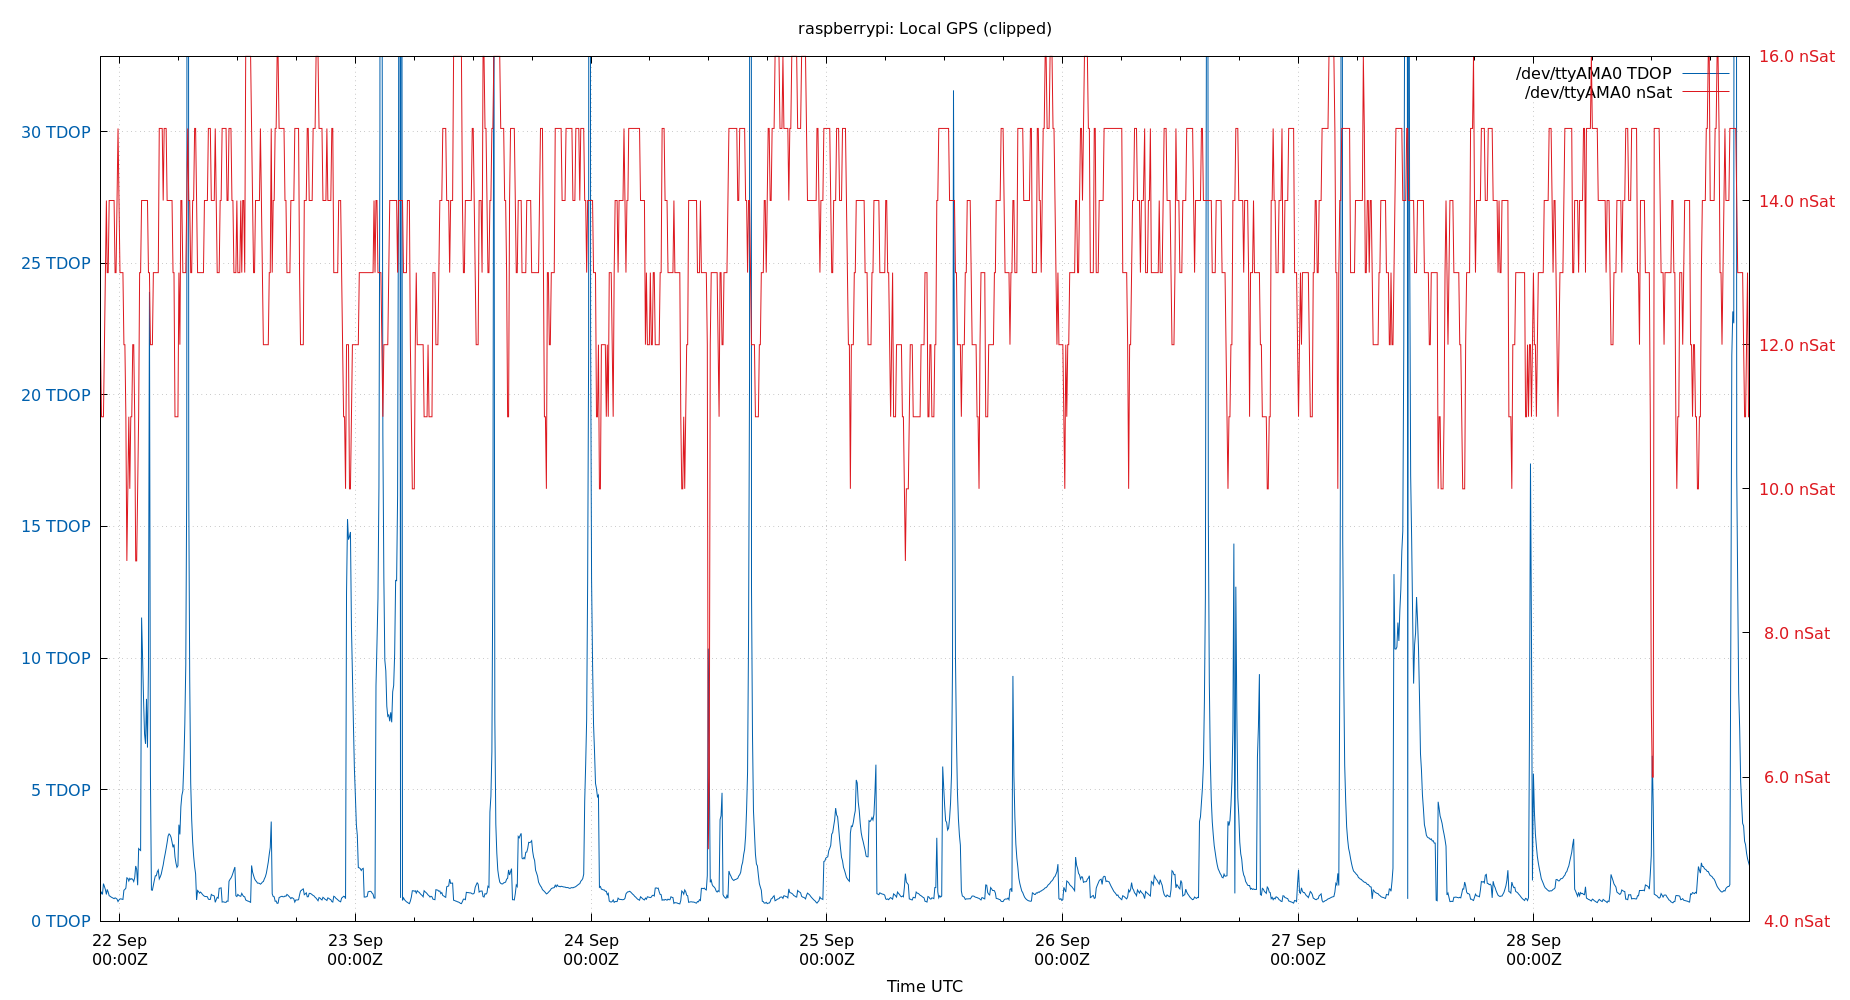 raspberrypi: Local GPS (clipped)
/dev/ttyAMA0 TDOP
/dev/ttyAMA0 nSat
30 TDOP
25 TDOP
20 TDOP
15 TDOP
10 TDOP
5 TDOP
0 TDOP
16.0 nSat
14.0 nSat
12.0 nSat
10.0 nSat
8.0 nSat
6.0 nSat
4.0 nSat
22 Sep 23 Sep 24 Sep 25 Sep 26 Sep 27 Sep 28 Sep
00:00Z 00:00Z 00:00Z 00:00Z 00:00Z 00:00Z 00:00Z
Time UTC